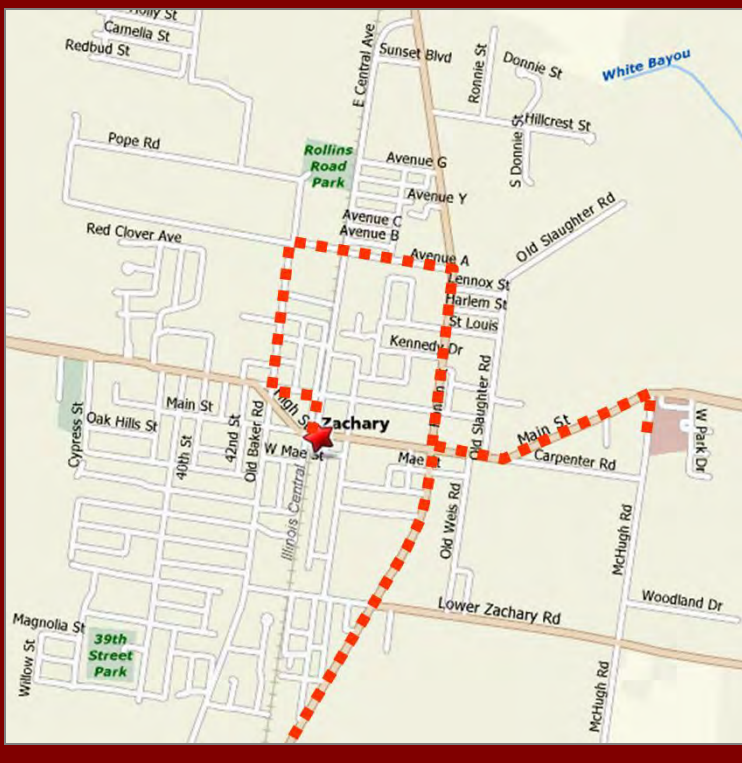 Holly St
Camelia St
Redbud St
E Central Ave
Sunset Blvd
Ronnie St
Donnie St
White Bayou
S Donnie St
Hillcrest St
Pope Rd
Rollins
Road
Park
Avenue G
Avenue Y
Avenue C
Avenue B
Avenue A
Old Slaughter Rd
Red Clover Ave
Lennox St
Harlem St
St Louis
Kennedy Dr
Old Slaughter Rd
Main St
High St
Zachary
Main St
W Park Dr
Cypress St
Oak Hills St
40th St
42nd St
Old Baker Rd
W Mae St
Mae St
Carpenter Rd
Illinois Central
Old Weis Rd
McHugh Rd
Lower Zachary Rd
Woodland Dr
Magnolia St
39th
Street
Park
Willow St
McHugh Rd